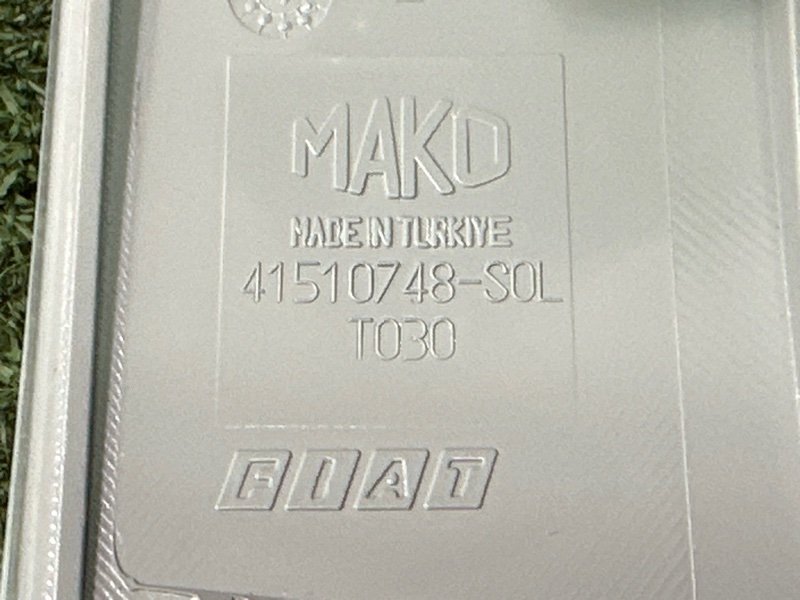 MAKO
MADE IN TURKIYE
41510748-SOL
T030
FIAT